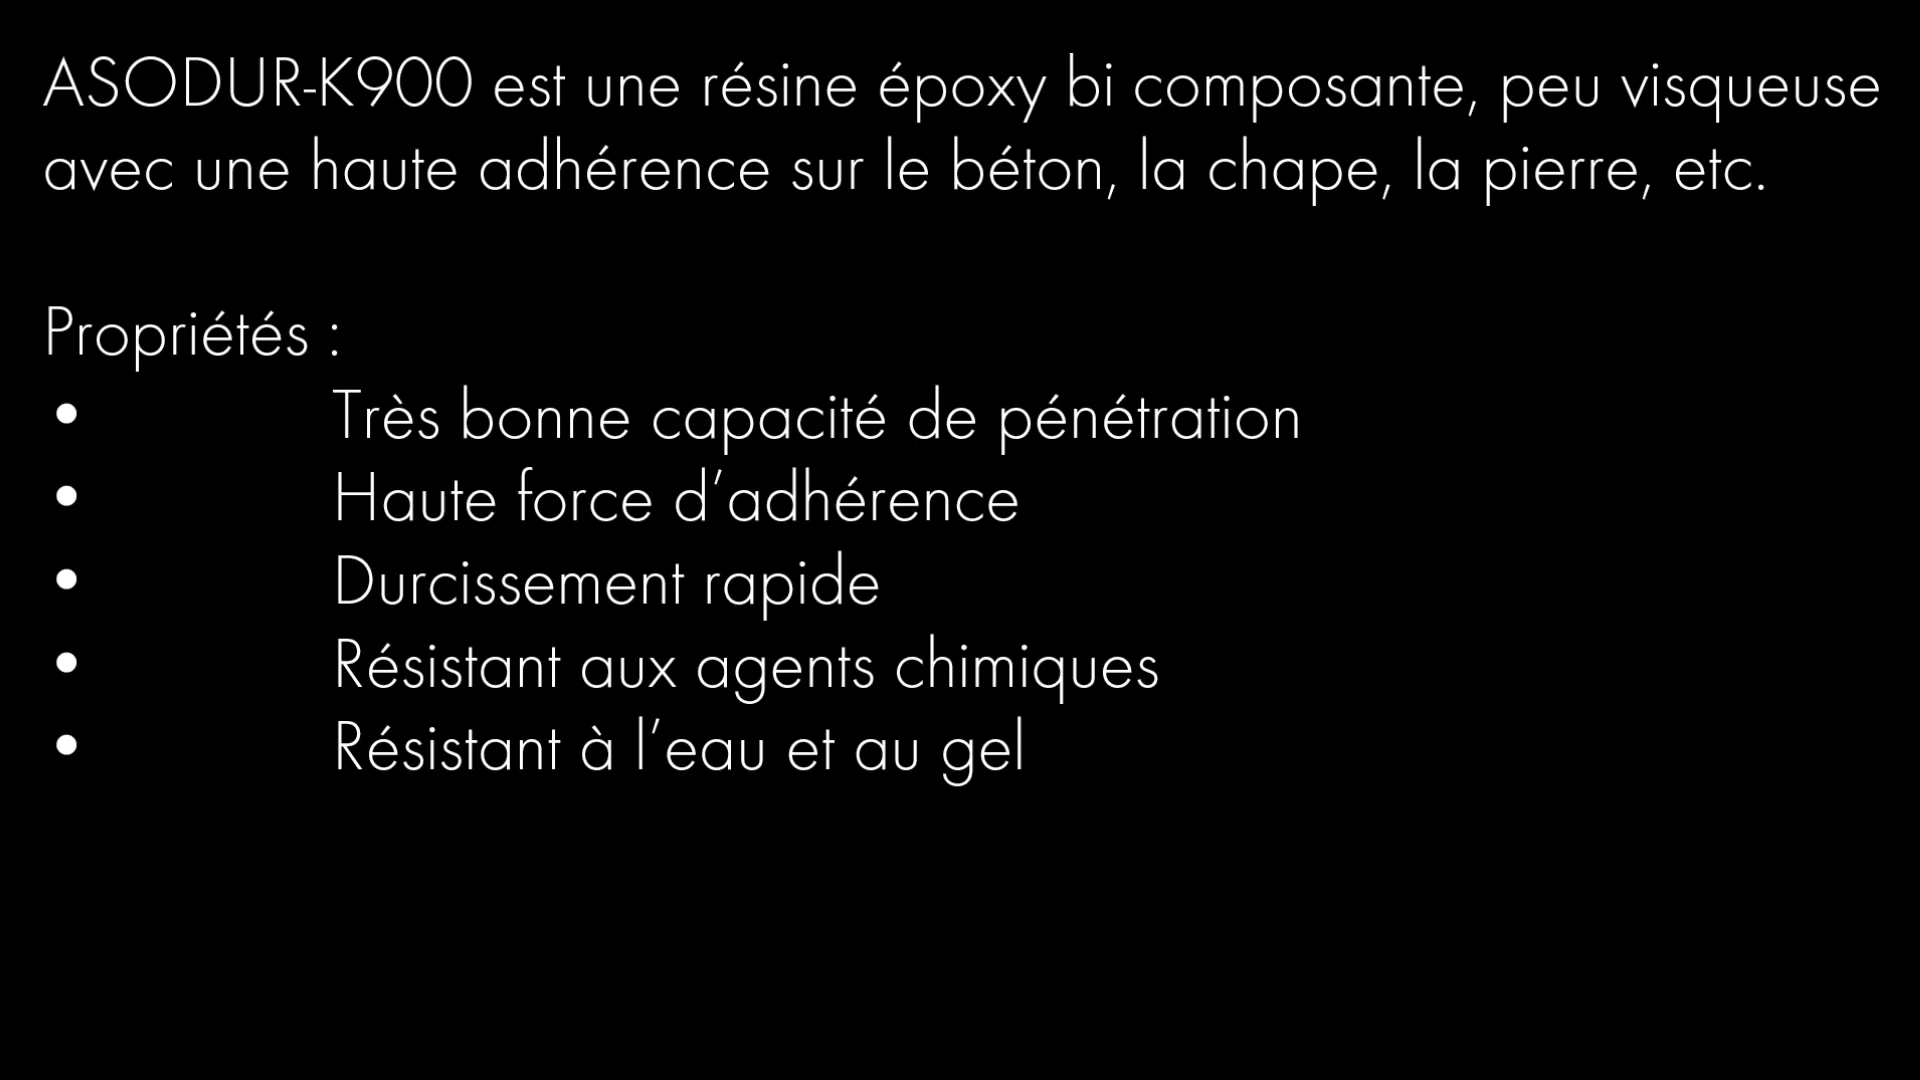 ASODUR-K900 est une résine époxy bi composante, peu visqueuse
avec une haute adhérence sur le béton, la chape, la pierre, etc.
Propriétés :
• Très bonne capacité de pénétration
• Haute force d’adhérence
• Durcissement rapide
• Résistant aux agents chimiques
• Résistant à l’eau et au gel